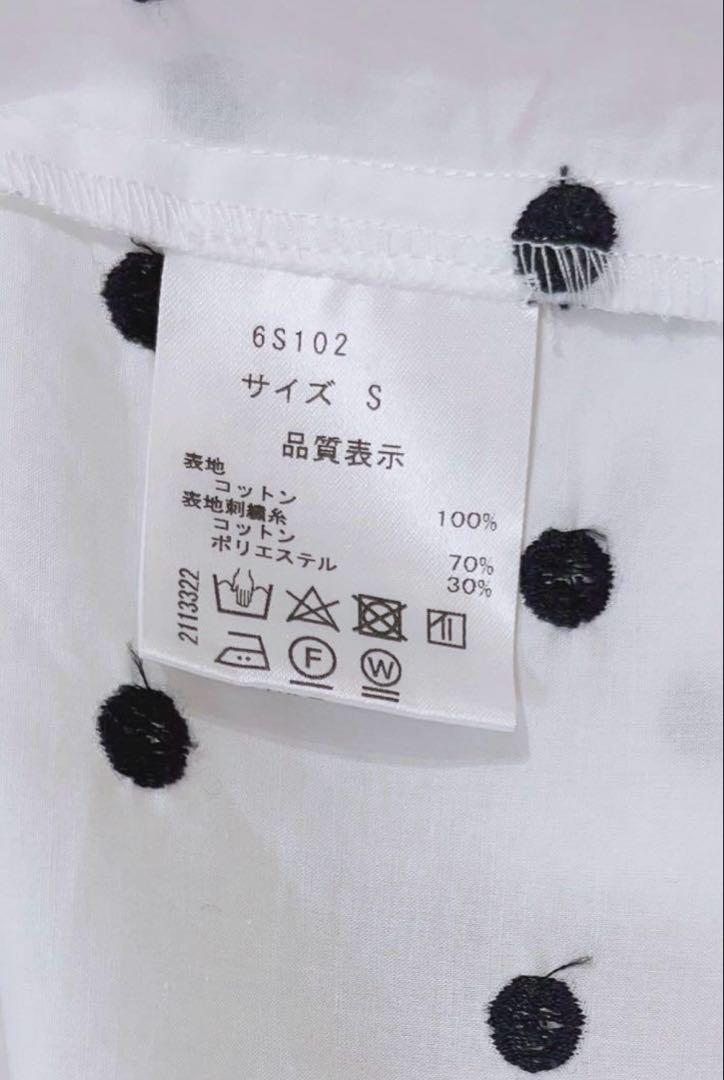 6S102
サイズ S
品質表示
表地
コットン 100%
表地刺繍糸
コットン 70%
ポリエステル 30%
2113322
F
W